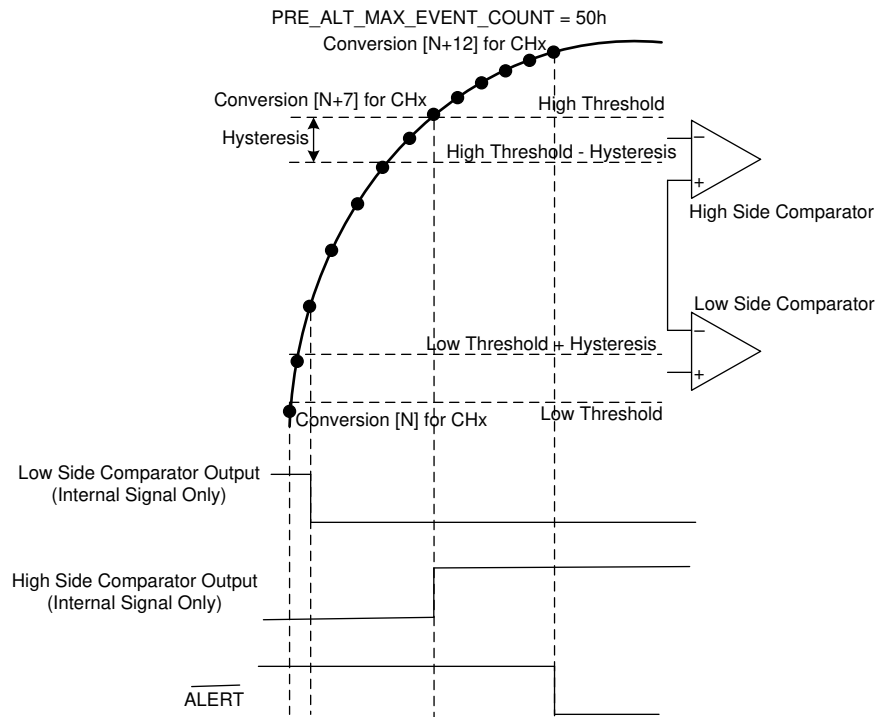 PRE_ALT_MAX_EVENT_COUNT = 50h
Conversion [N+12] for CHx
Conversion [N+7] for CHx
High Threshold
Hysteresis
High Threshold - Hysteresis
−
+
High Side Comparator
Low Side Comparator
−
+
Low Threshold + Hysteresis
Low Threshold
Conversion [N] for CHx
Low Side Comparator Output
(Internal Signal Only)
High Side Comparator Output
(Internal Signal Only)
ALERT